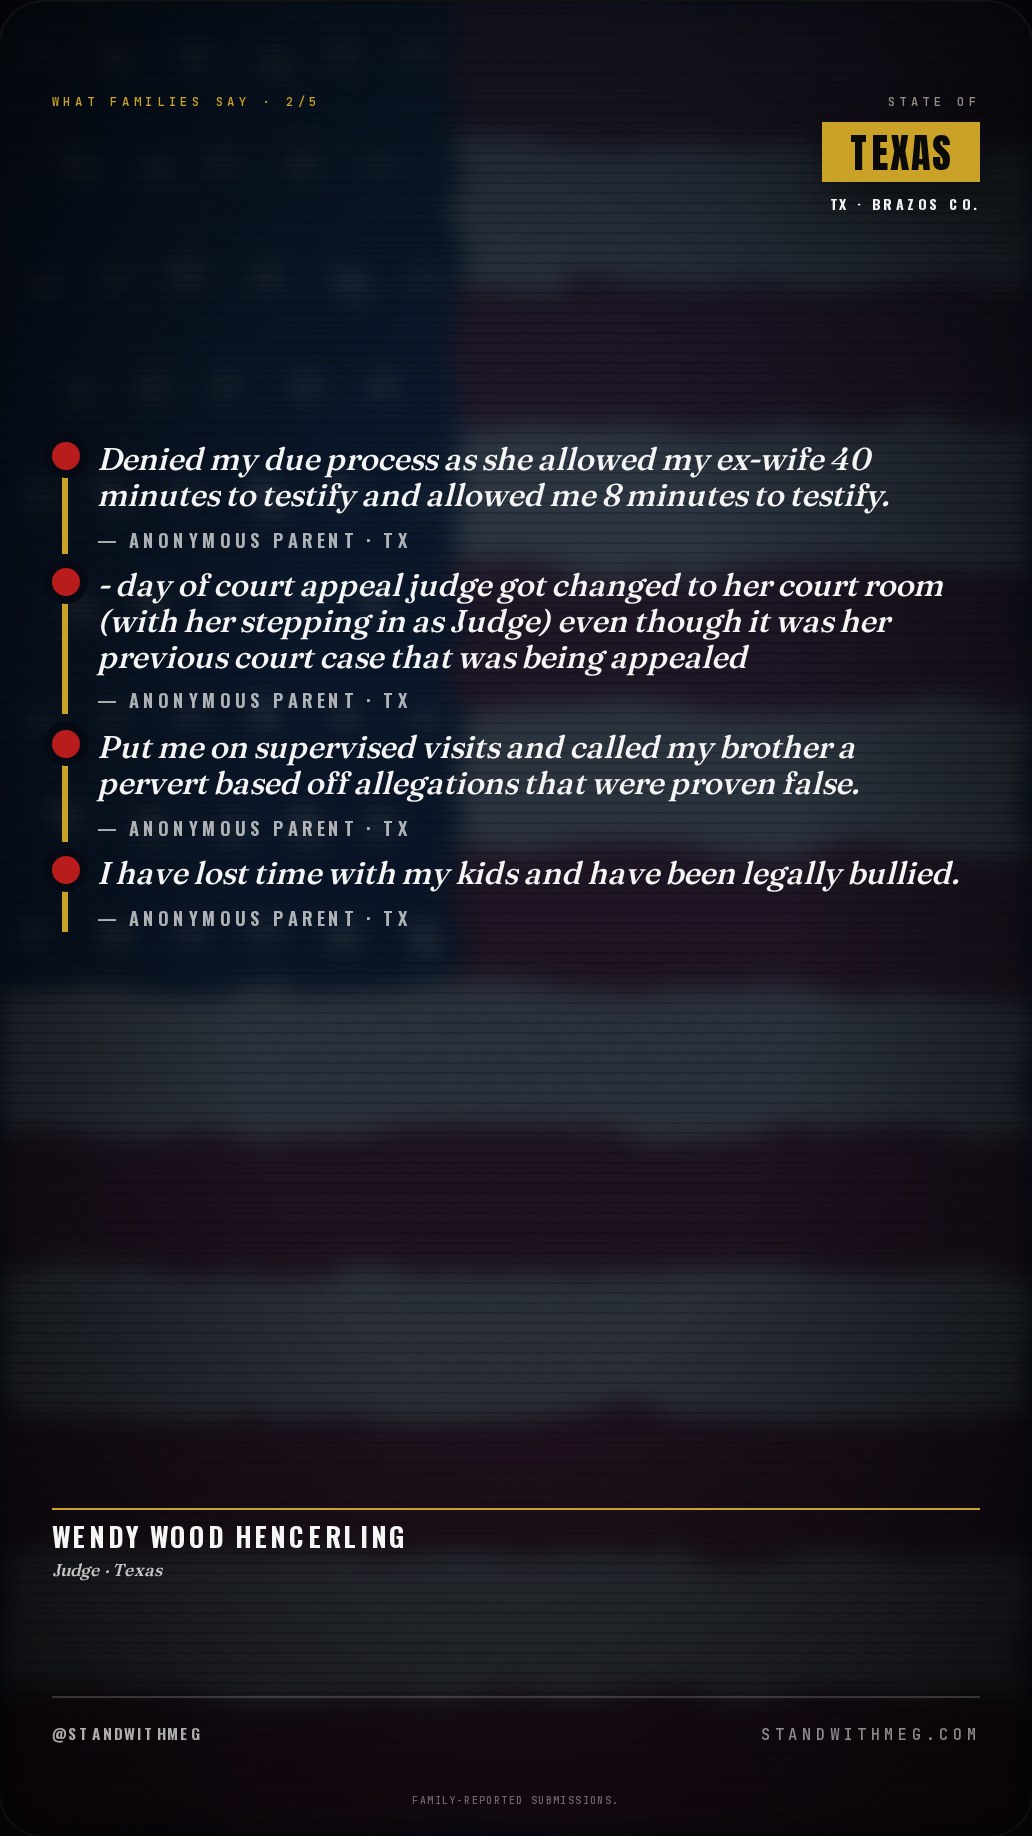 WHAT FAMILIES SAY · 2/5
STATE OF
TEXAS
TX · BRAZOS CO.
Denied my due process as she allowed my ex-wife 40
minutes to testify and allowed me 8 minutes to testify.
— ANONYMOUS PARENT · TX
- day of court appeal judge got changed to her court room
(with her stepping in as Judge) even though it was her
previous court case that was being appealed
— ANONYMOUS PARENT · TX
Put me on supervised visits and called my brother a
pervert based off allegations that were proven false.
— ANONYMOUS PARENT · TX
I have lost time with my kids and have been legally bullied.
— ANONYMOUS PARENT · TX
WENDY WOOD HENCERLING
Judge · Texas
@STANDWITHMEG
STANDWITHMEG.COM
FAMILY-REPORTED SUBMISSIONS.